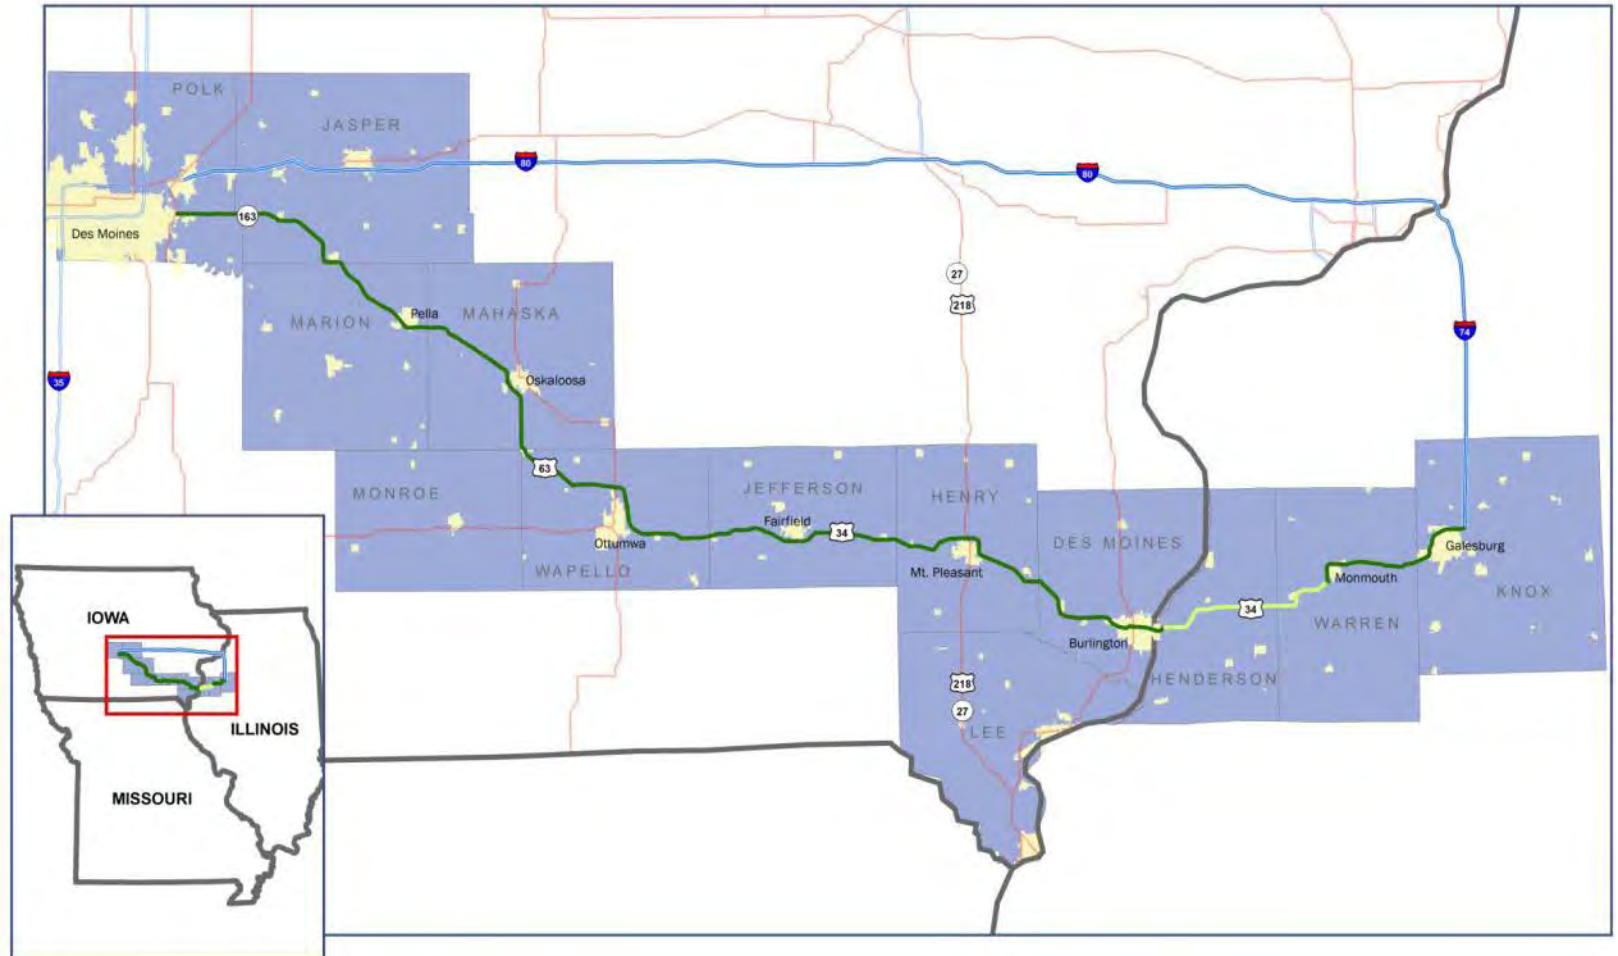 POLK
JASPER
80
80
163
Des Moines
27
218
MARION
Pella
MAHASKA
74
35
Oskaloosa
63
MONROE
JEFFERSON
HENRY
Fairfield
34
Ottumwa
DES MOINES
Galesburg
WAPELLO
Mt. Pleasant
Monmouth
KNOX
34
WARREN
Burlington
HENDERSON
218
27
LEE
IOWA
ILLINOIS
MISSOURI